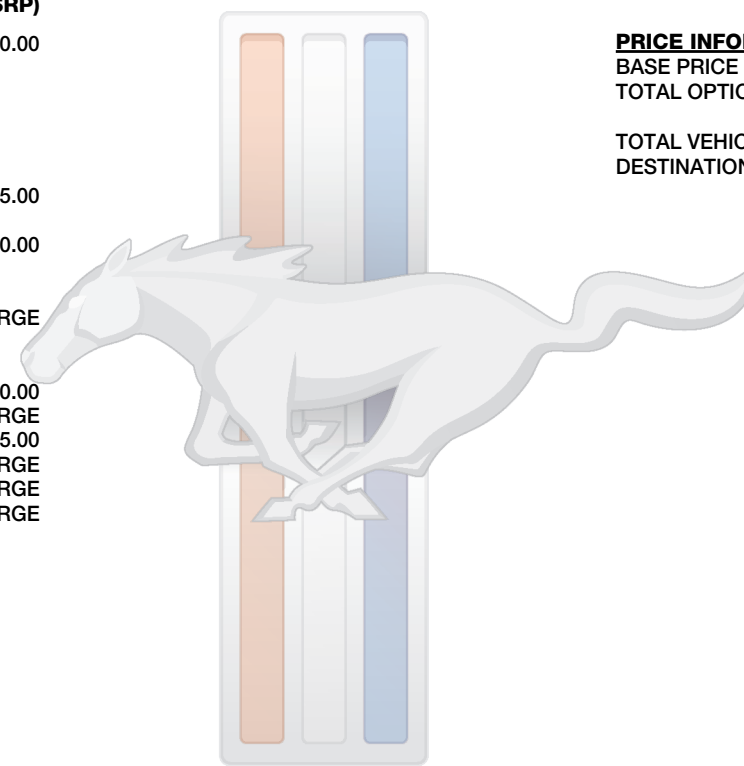 SRP)
0.00
5.00
0.00
RGE
0.00
RGE
5.00
RGE
RGE
RGE
PRICE INFO
BASE PRICE
TOTAL OPTIO
TOTAL VEHIC
DESTINATION